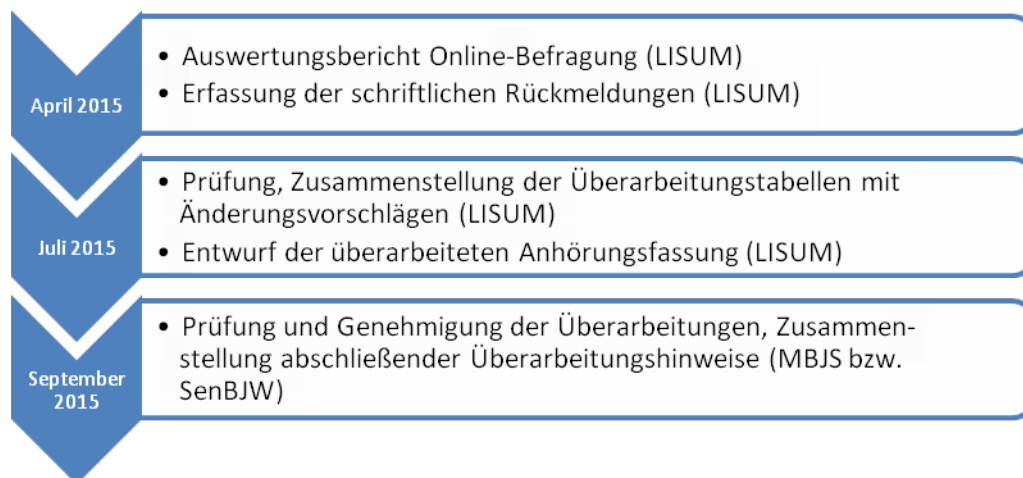 April 2015
• Auswertungsbericht Online-Befragung (LISUM)
• Erfassung der schriftlichen Rückmeldungen (LISUM)
Juli 2015
• Prüfung, Zusammenstellung der Überarbeitungstabellen mit
Änderungsvorschlägen (LISUM)
• Entwurf der überarbeiteten Anhörungsfassung (LISUM)
September
2015
• Prüfung und Genehmigung der Überarbeitungen, Zusammen-
stellung abschließender Überarbeitungshinweise (MBJS bzw.
SenBJW)